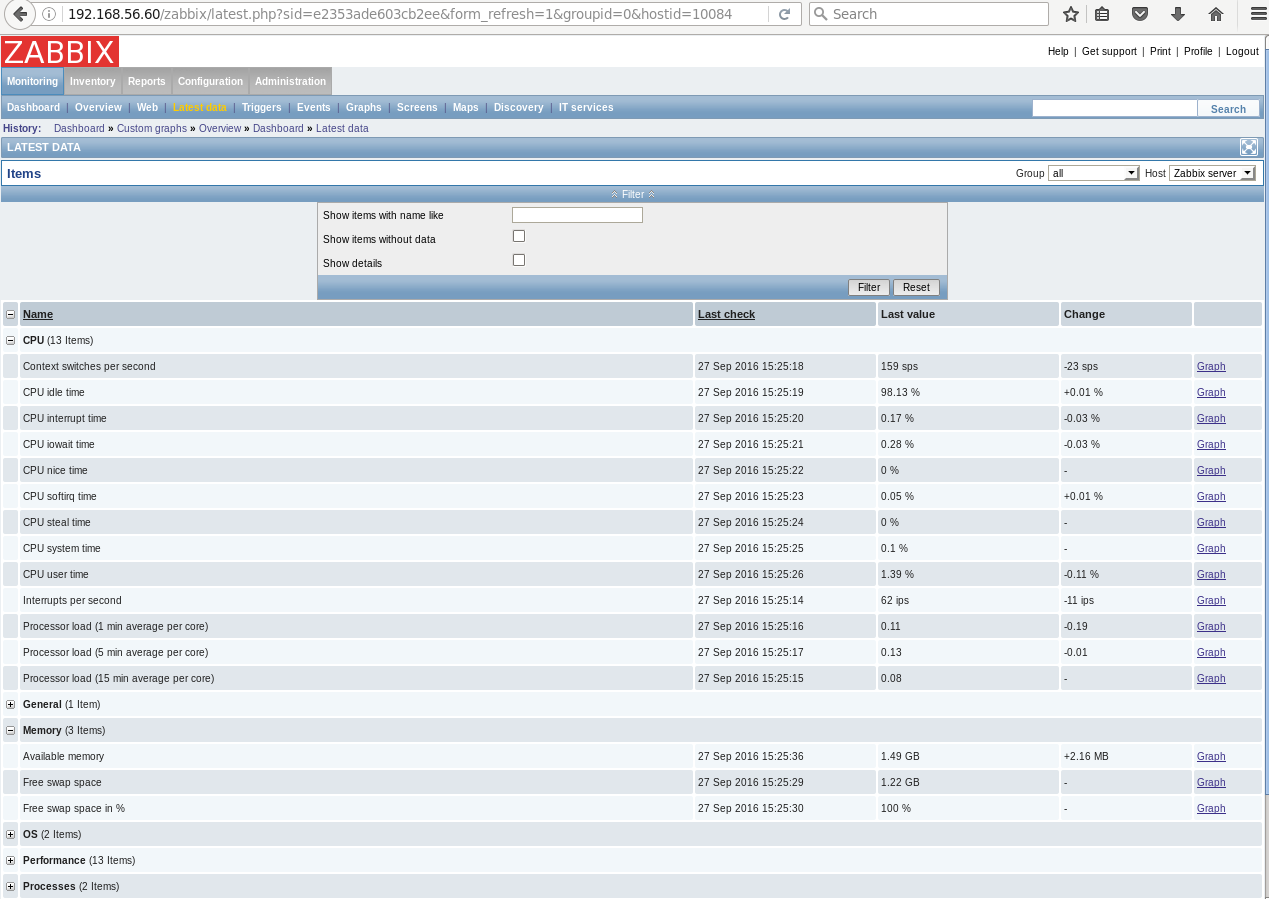 192.168.56.60/zabbix/latest.php?sid=e2353ade603cb2ee&form_refresh=1&groupid=0&hostid=10084 Search
ZABBIX
Help | Get support | Print | Profile | Logout
Monitoring Inventory Reports Configuration Administration
Dashboard | Overview | Web | Latest data | Triggers | Events | Graphs | Screens | Maps | Discovery | IT services Search
History: Dashboard » Custom graphs » Overview » Dashboard » Latest data
LATEST DATA
Items Group all Host Zabbix server
Filter
Show items with name like
Show items without data
Show details
Filter Reset
Name Last check Last value Change
CPU (13 Items)
Context switches per second 27 Sep 2016 15:25:18 159 sps -23 sps Graph
CPU idle time 27 Sep 2016 15:25:19 98.13 % +0.01 % Graph
CPU interrupt time 27 Sep 2016 15:25:20 0.17 % -0.03 % Graph
CPU iowait time 27 Sep 2016 15:25:21 0.28 % -0.03 % Graph
CPU nice time 27 Sep 2016 15:25:22 0 % - Graph
CPU softirq time 27 Sep 2016 15:25:23 0.05 % +0.01 % Graph
CPU steal time 27 Sep 2016 15:25:24 0 % - Graph
CPU system time 27 Sep 2016 15:25:25 0.1 % - Graph
CPU user time 27 Sep 2016 15:25:26 1.39 % -0.11 % Graph
Interrupts per second 27 Sep 2016 15:25:14 62 ips -11 ips Graph
Processor load (1 min average per core) 27 Sep 2016 15:25:16 0.11 -0.19 Graph
Processor load (5 min average per core) 27 Sep 2016 15:25:17 0.13 -0.01 Graph
Processor load (15 min average per core) 27 Sep 2016 15:25:15 0.08 - Graph
General (1 Item)
Memory (3 Items)
Available memory 27 Sep 2016 15:25:36 1.49 GB +2.16 MB Graph
Free swap space 27 Sep 2016 15:25:29 1.22 GB - Graph
Free swap space in % 27 Sep 2016 15:25:30 100 % - Graph
OS (2 Items)
Performance (13 Items)
Processes (2 Items)